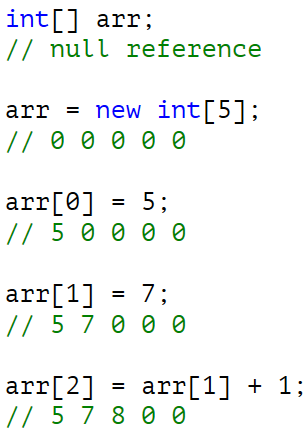 int[] arr;
// null reference
arr = new int[5];
// 0 0 0 0 0
arr[0] = 5;
// 5 0 0 0 0
arr[1] = 7;
// 5 7 0 0 0
arr[2] = arr[1] + 1;
// 5 7 8 0 0